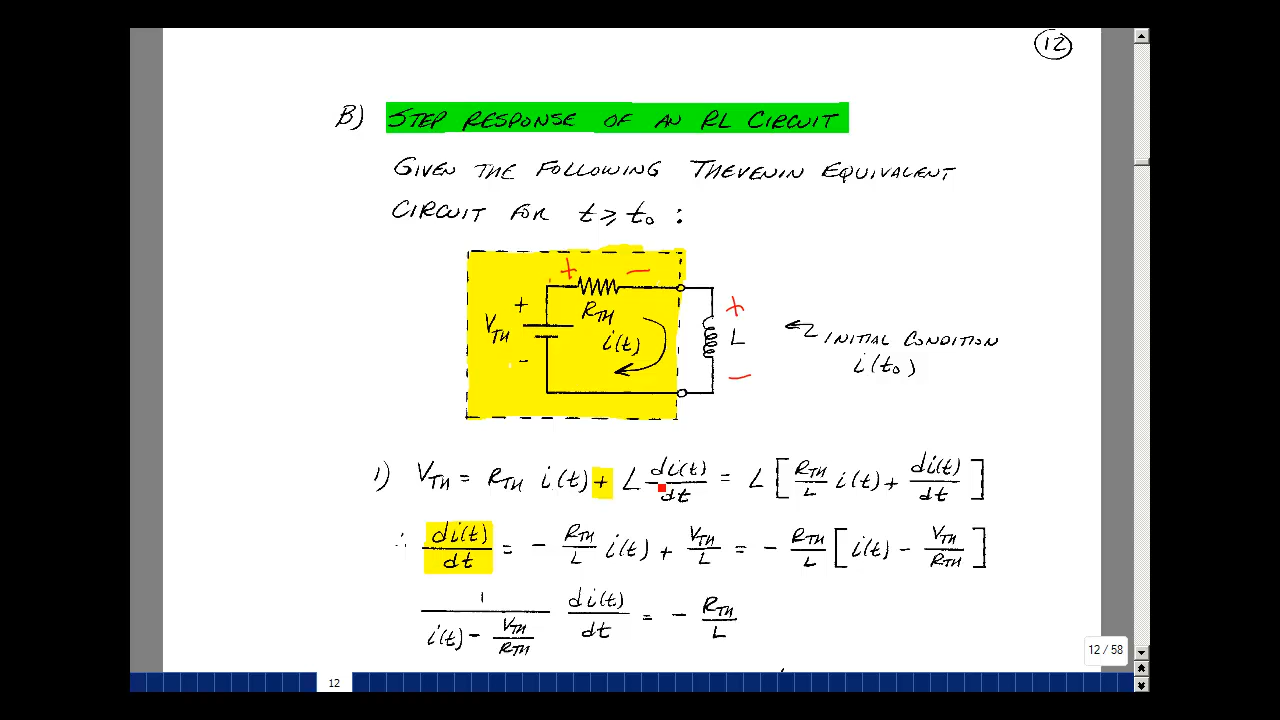 12
B) STEP RESPONSE OF AN RL CIRCUIT
GIVEN THE FOLLOWING THEVENIN EQUIVALENT
CIRCUIT FOR t ≥ t₀ :
+ −
+ V_TH −
R_TH
i(t)
+ L −
← INITIAL CONDITION
i(t₀)
1) V_TH = R_TH i(t) + L di(t)/dt = L [ R_TH/L i(t) + di(t)/dt ]
∴ di(t)/dt = − R_TH/L i(t) + V_TH/L = − R_TH/L [ i(t) − V_TH/R_TH ]
1/(i(t) − V_TH/R_TH) di(t)/dt = − R_TH/L
12 / 58
12